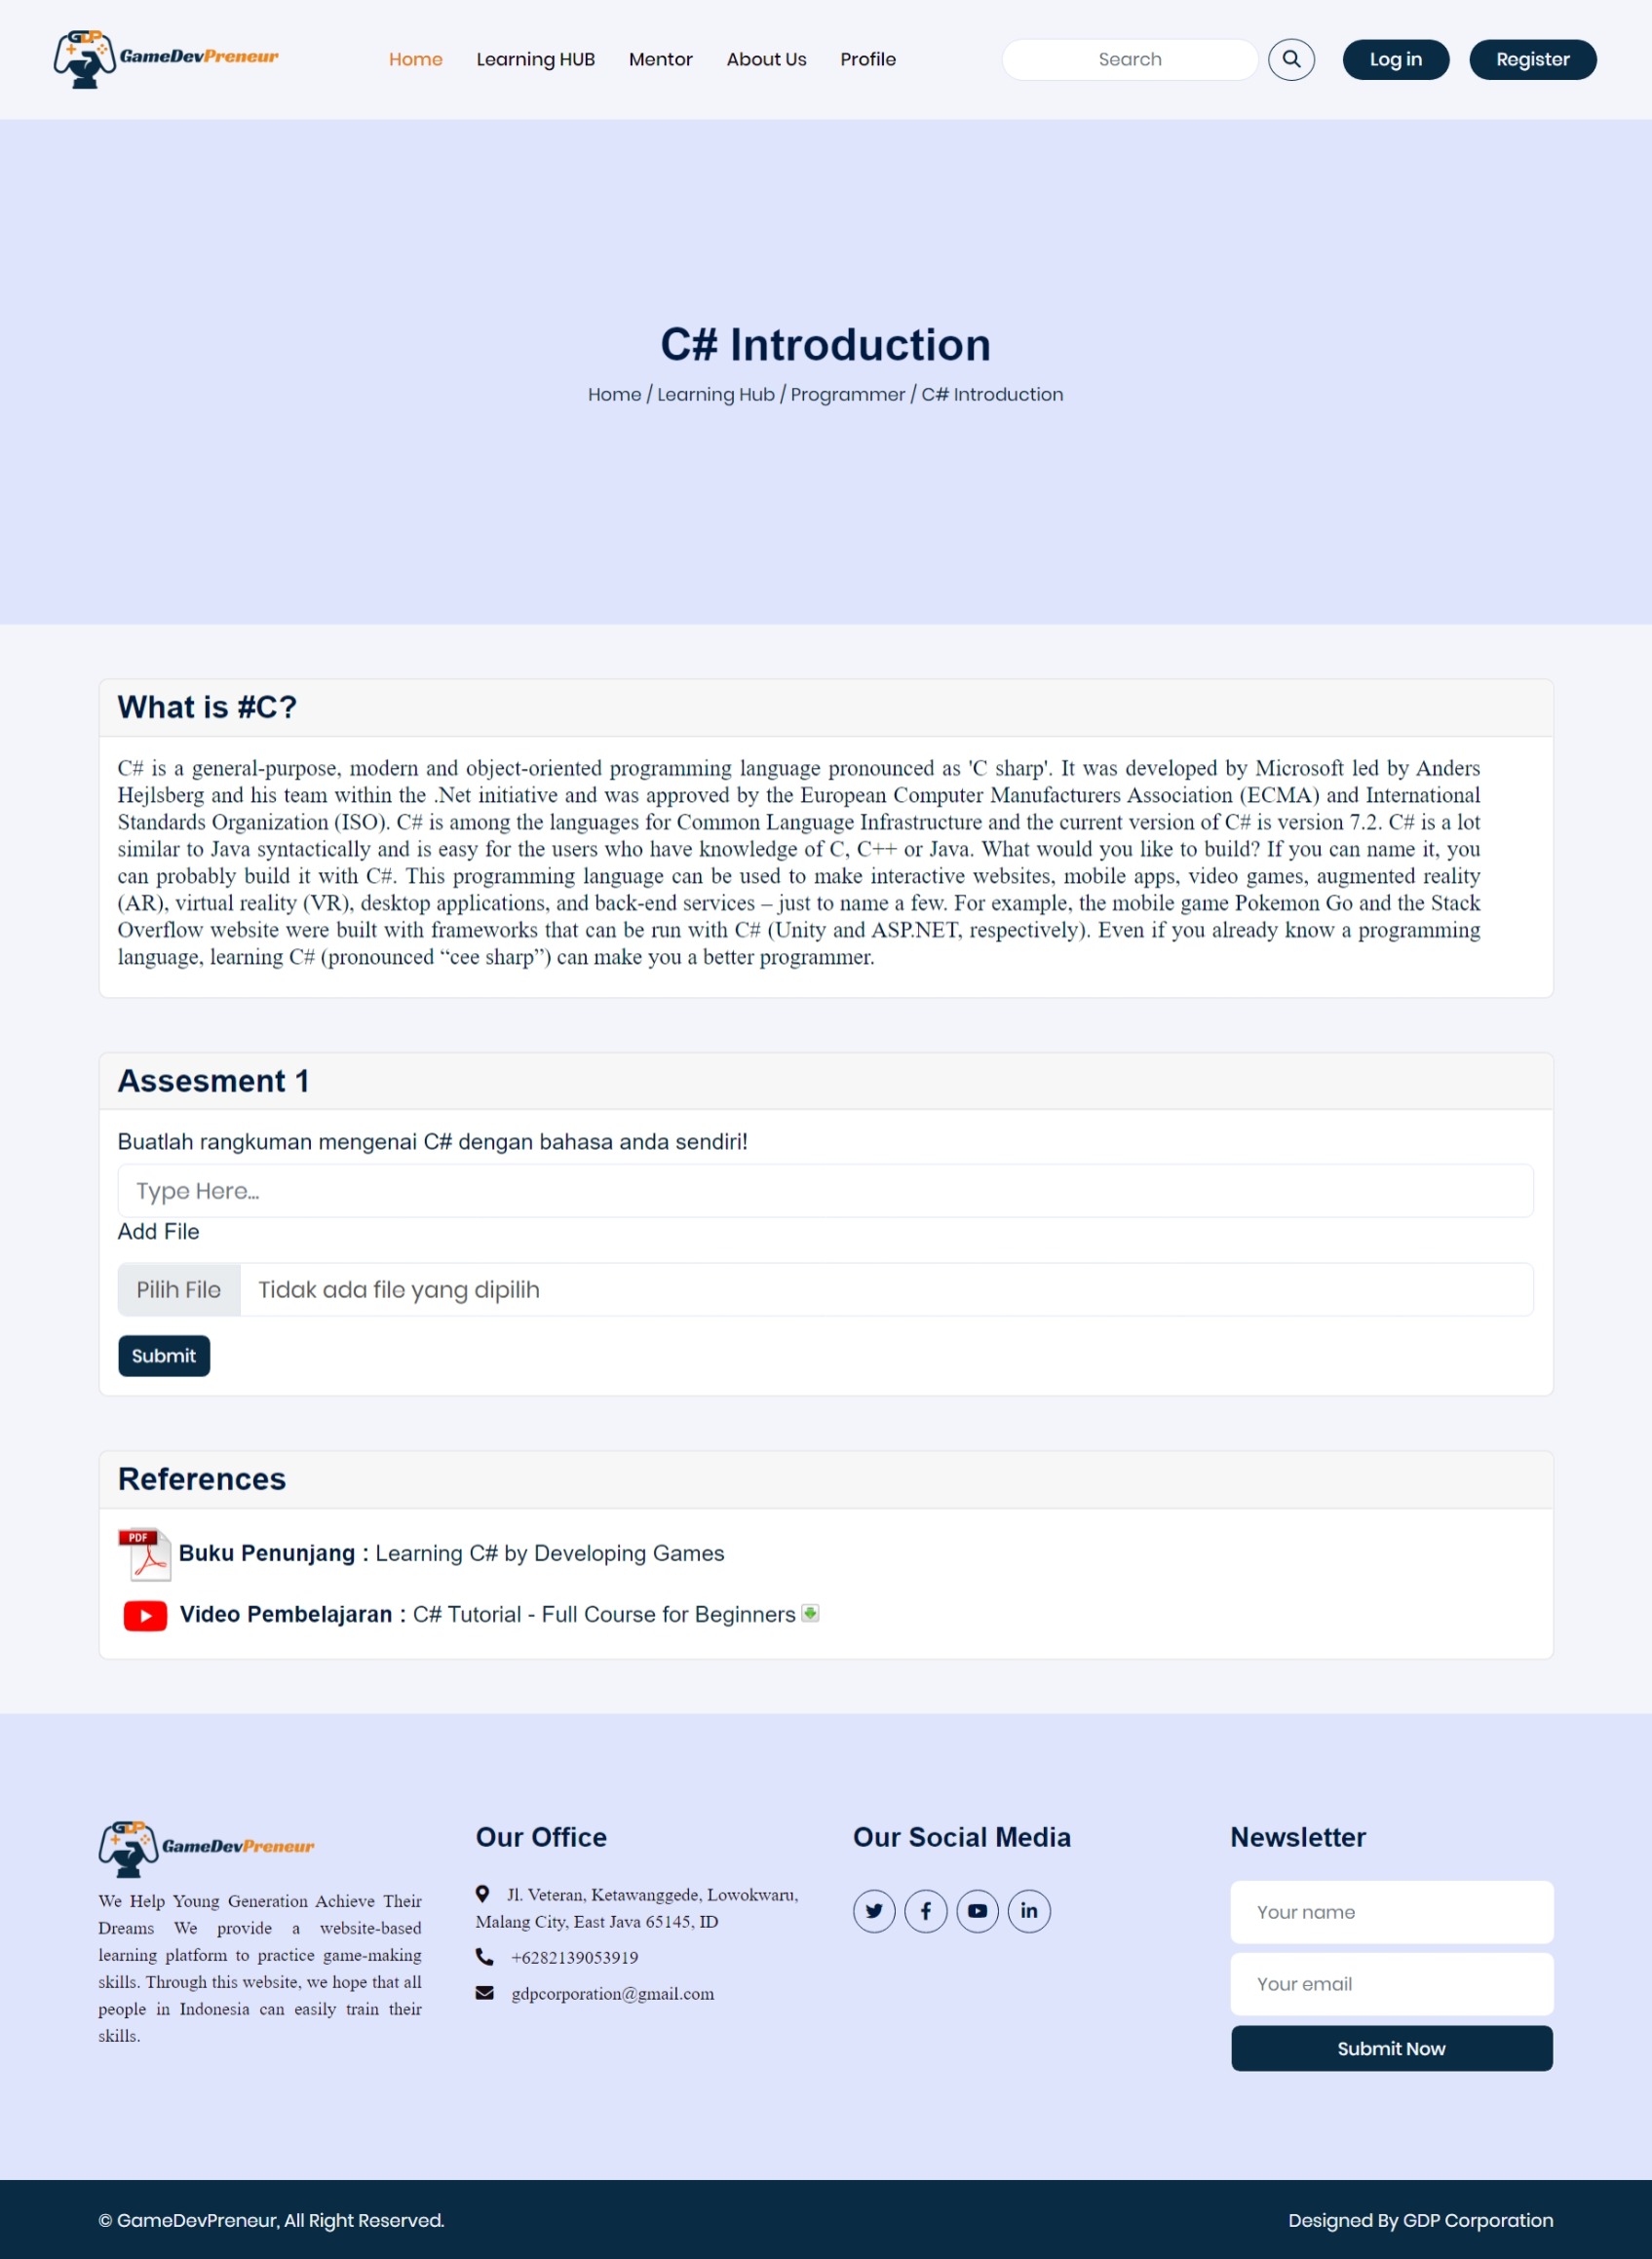 GDP
GameDevPreneur
Home Learning HUB Mentor About Us Profile Search Log in Register
C# Introduction
Home / Learning Hub / Programmer / C# Introduction
What is #C?
C# is a general-purpose, modern and object-oriented programming language pronounced as 'C sharp'. It was developed by Microsoft led by Anders
Hejlsberg and his team within the .Net initiative and was approved by the European Computer Manufacturers Association (ECMA) and International
Standards Organization (ISO). C# is among the languages for Common Language Infrastructure and the current version of C# is version 7.2. C# is a lot
similar to Java syntactically and is easy for the users who have knowledge of C, C++ or Java. What would you like to build? If you can name it, you
can probably build it with C#. This programming language can be used to make interactive websites, mobile apps, video games, augmented reality
(AR), virtual reality (VR), desktop applications, and back-end services – just to name a few. For example, the mobile game Pokemon Go and the Stack
Overflow website were built with frameworks that can be run with C# (Unity and ASP.NET, respectively). Even if you already know a programming
language, learning C# (pronounced “cee sharp”) can make you a better programmer.
Assesment 1
Buatlah rangkuman mengenai C# dengan bahasa anda sendiri!
Type Here...
Add File
Pilih File Tidak ada file yang dipilih
Submit
References
PDF
Buku Penunjang : Learning C# by Developing Games
Video Pembelajaran : C# Tutorial - Full Course for Beginners
GDP
GameDevPreneur
We Help Young Generation Achieve Their
Dreams We provide a website-based
learning platform to practice game-making
skills. Through this website, we hope that all
people in Indonesia can easily train their
skills.
Our Office
Jl. Veteran, Ketawanggede, Lowokwaru,
Malang City, East Java 65145, ID
+6282139053919
gdpcorporation@gmail.com
Our Social Media
Newsletter
Your name
Your email
Submit Now
© GameDevPreneur, All Right Reserved.
Designed By GDP Corporation